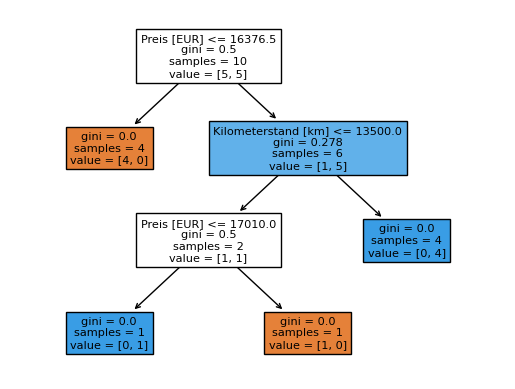 Preis [EUR] <= 16376.5
gini = 0.5
samples = 10
value = [5, 5]
gini = 0.0
samples = 4
value = [4, 0]
Kilometerstand [km] <= 13500.0
gini = 0.278
samples = 6
value = [1, 5]
Preis [EUR] <= 17010.0
gini = 0.5
samples = 2
value = [1, 1]
gini = 0.0
samples = 4
value = [0, 4]
gini = 0.0
samples = 1
value = [0, 1]
gini = 0.0
samples = 1
value = [1, 0]